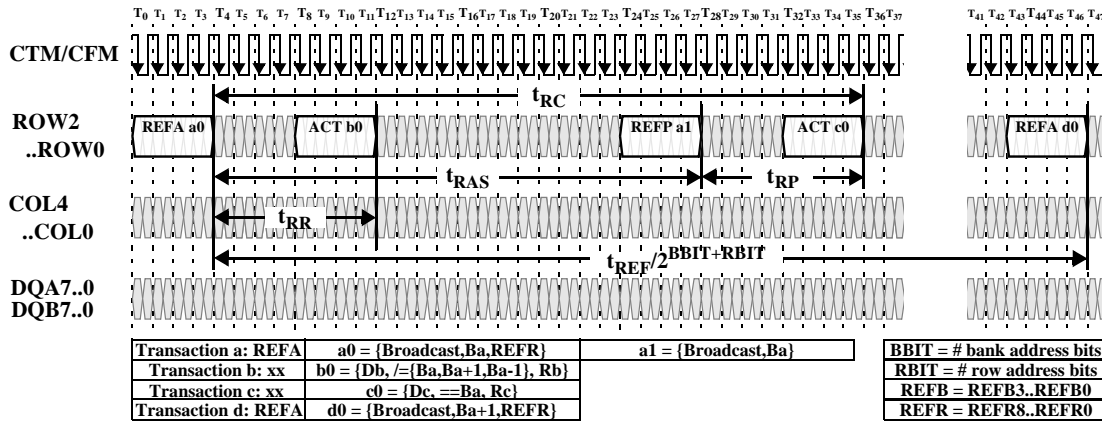 T0 T1 T2 T3 T4 T5 T6 T7 T8 T9 T10 T11 T12 T13 T14 T15 T16 T17 T18 T19 T20 T21 T22 T23 T24 T25 T26 T27 T28 T29 T30 T31 T32 T33 T34 T35 T36 T37 T41 T42 T43 T44 T45 T46 T47
CTM/CFM
tRC
ROW2
..ROW0
REFA a0 ACT b0 REFP a1 ACT c0 REFA d0
tRAS tRP
COL4
..COL0
tRR
tREF/2BBIT+RBIT
DQA7..0
DQB7..0
Transaction a: REFA a0 = {Broadcast,Ba,REFR} a1 = {Broadcast,Ba} BBIT = # bank address bits
Transaction b: xx b0 = {Db, /={Ba,Ba+1,Ba-1}, Rb} RBIT = # row address bits
Transaction c: xx c0 = {Dc, ==Ba, Rc} REFB = REFB3..REFB0
Transaction d: REFA d0 = {Broadcast,Ba+1,REFR} REFR = REFR8..REFR0